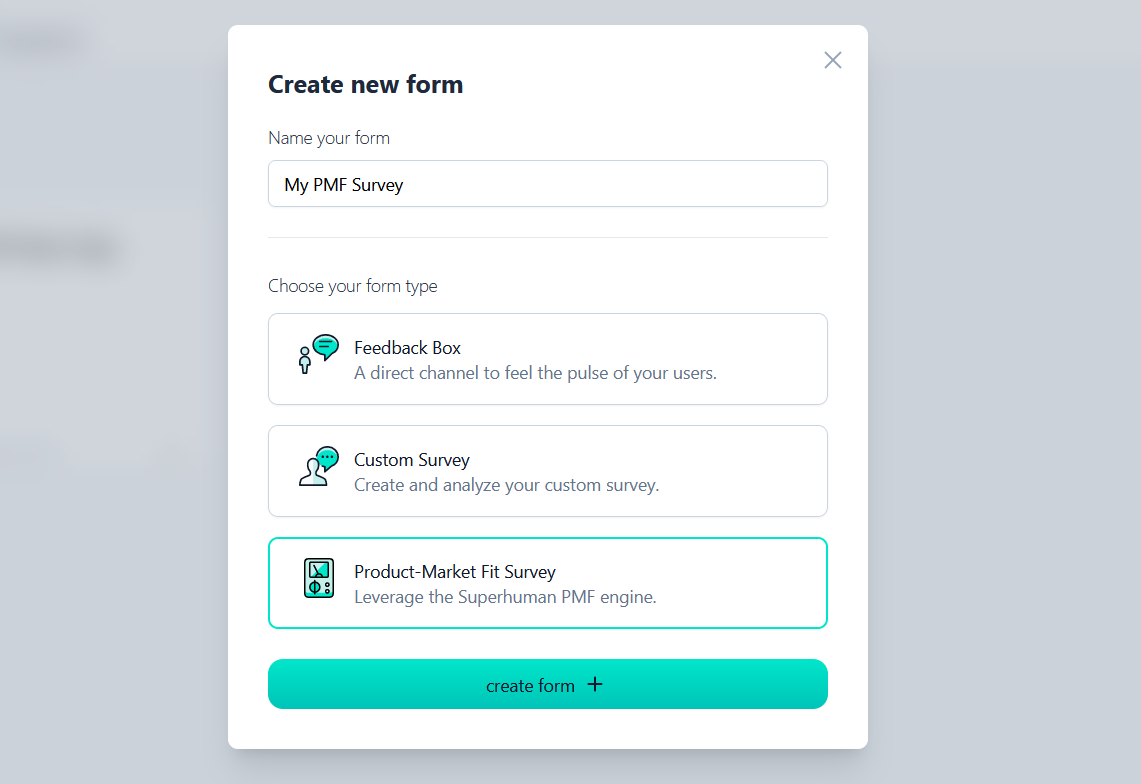 Create new form
Name your form
My PMF Survey
Choose your form type
Feedback Box
A direct channel to feel the pulse of your users.
Custom Survey
Create and analyze your custom survey.
Product-Market Fit Survey
Leverage the Superhuman PMF engine.
create form +